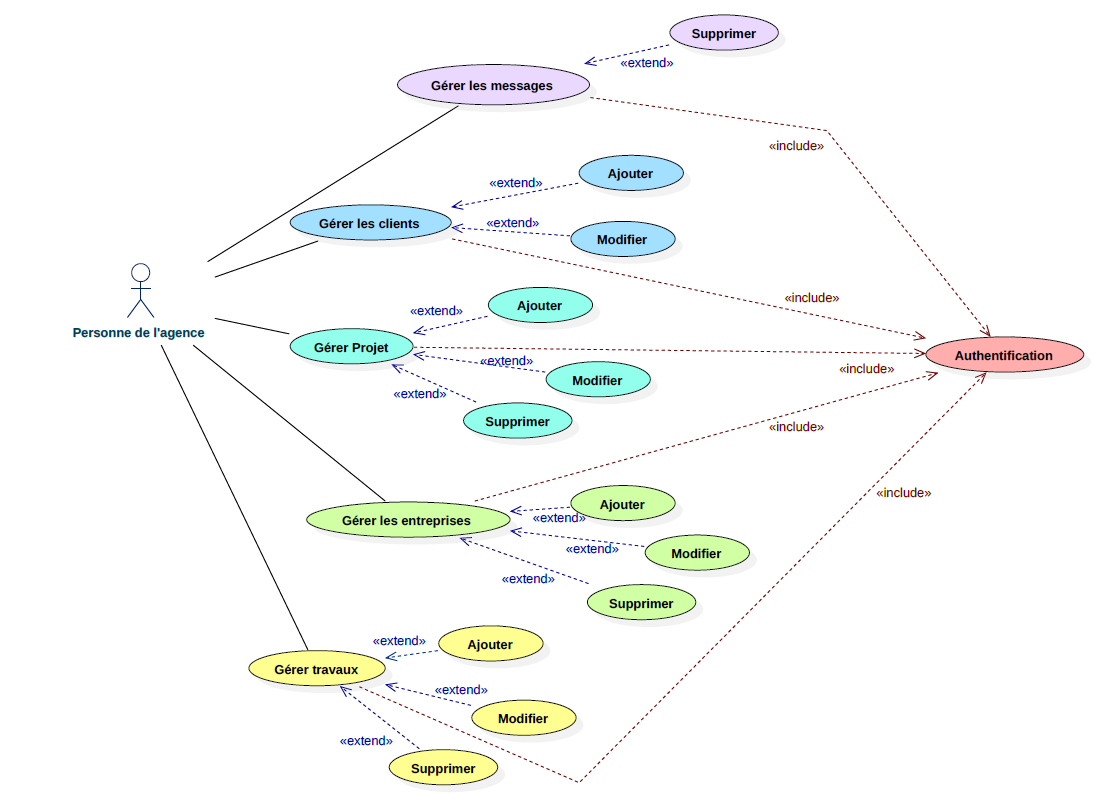 Supprimer
«extend»
Gérer les messages
«include»
Ajouter
«extend»
Gérer les clients
«extend»
Modifier
«include»
Personne de l'agence
Ajouter
«extend»
Gérer Projet
«extend»
Modifier
«extend»
Supprimer
Authentification
«include»
«include»
«include»
Gérer les entreprises
Ajouter
«extend»
«extend»
Modifier
«extend»
Supprimer
Gérer travaux
«extend»
Ajouter
«extend»
Modifier
«extend»
Supprimer